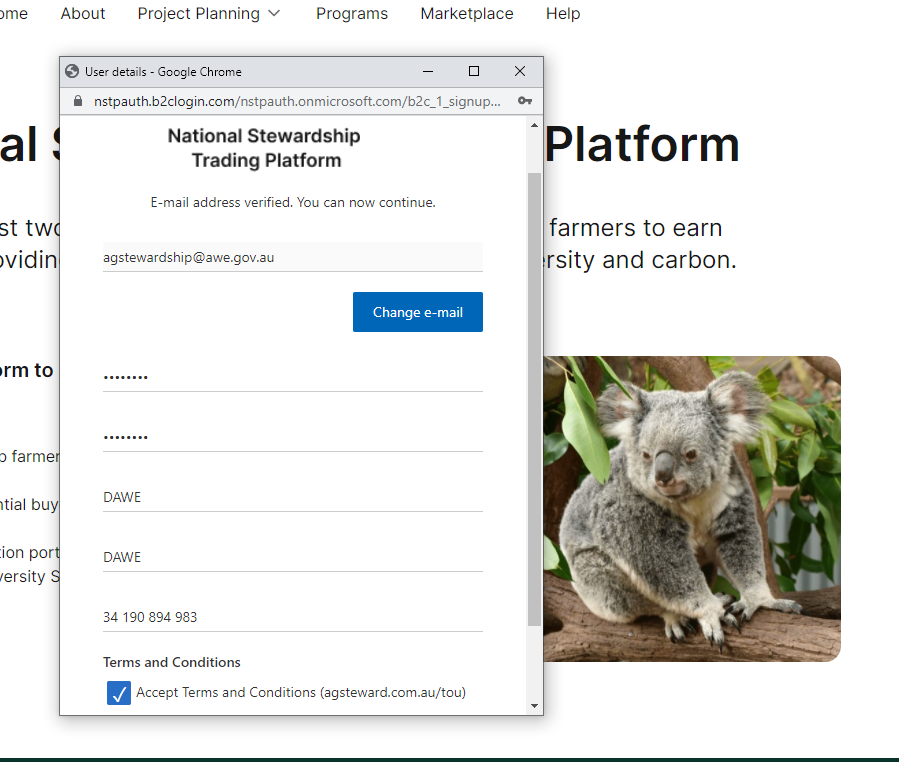 ome About Project Planning Programs Marketplace Help
User details - Google Chrome
nstpauth.b2clogin.com/nstpauth.onmicrosoft.com/b2c_1_signup...
al S Platform
National Stewardship
Trading Platform
E-mail address verified. You can now continue.
st two farmers to earn
oviding ersity and carbon.
agstewardship@awe.gov.au
Change e-mail
orm to
••••••••
••••••••
o farmer
DAWE
ntial buy
DAWE
tion port
versity S
34 190 894 983
Terms and Conditions
Accept Terms and Conditions (agsteward.com.au/tou)